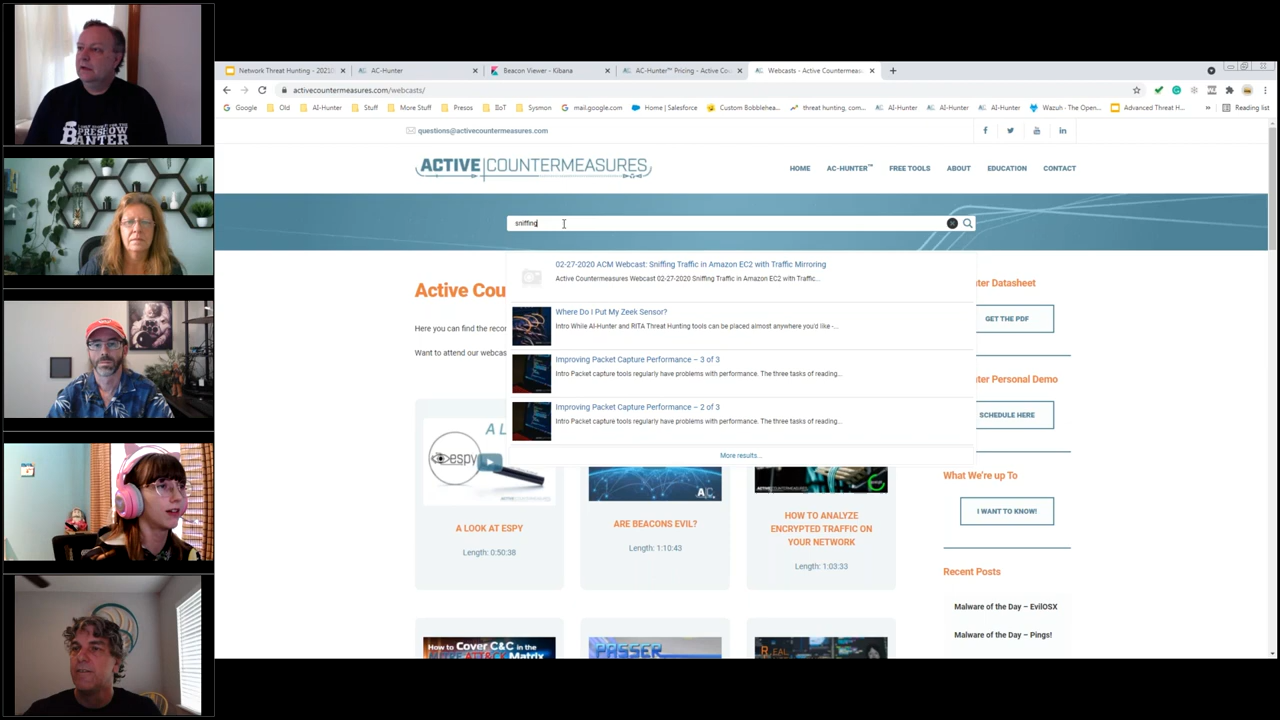 PRESHOW
BANTER
Network Threat Hunting - 2021
AC-Hunter
Beacon Viewer - Kibana
AC-Hunter™ Pricing - Active Co
Webcasts - Active Countermeasu
activecountermeasures.com/webcasts/
Google
Old
AI-Hunter
Stuff
More Stuff
Presos
IIoT
Sysmon
mail.google.com
Home | Salesforce
Custom Bobblehea...
threat hunting, com...
AI-Hunter
AI-Hunter
AI-Hunter
Wazuh - The Open...
Advanced Threat H...
»
Reading list
questions@activecountermeasures.com
ACTIVE COUNTERMEASURES
HOME
AC-HUNTER™
FREE TOOLS
ABOUT
EDUCATION
CONTACT
sniffing
02-27-2020 ACM Webcast: Sniffing Traffic in Amazon EC2 with Traffic Mirroring
Active Countermeasures Webcast 02-27-2020 Sniffing Traffic in Amazon EC2 with Traffic...
Where Do I Put My Zeek Sensor?
Intro While AI-Hunter and RITA Threat Hunting tools can be placed almost anywhere you'd like -...
Improving Packet Capture Performance – 3 of 3
Intro Packet capture tools regularly have problems with performance. The three tasks of reading...
Improving Packet Capture Performance – 2 of 3
Intro Packet capture tools regularly have problems with performance. The three tasks of reading...
More results...
Active Cou
Here you can find the recor
Want to attend our webcas
nter Datasheet
GET THE PDF
nter Personal Demo
SCHEDULE HERE
What We're up To
I WANT TO KNOW!
Recent Posts
Malware of the Day – EvilOSX
Malware of the Day – Pings!
A L
espy
ACTIVE COUNTERMEASURES
A LOOK AT ESPY
Length: 0:50:38
AC
ARE BEACONS EVIL?
Length: 1:10:43
ACTIVE COUNTERMEASURES
HOW TO ANALYZE
ENCRYPTED TRAFFIC ON
YOUR NETWORK
Length: 1:03:33
How to Cover C&C in the
PASSER
REAL